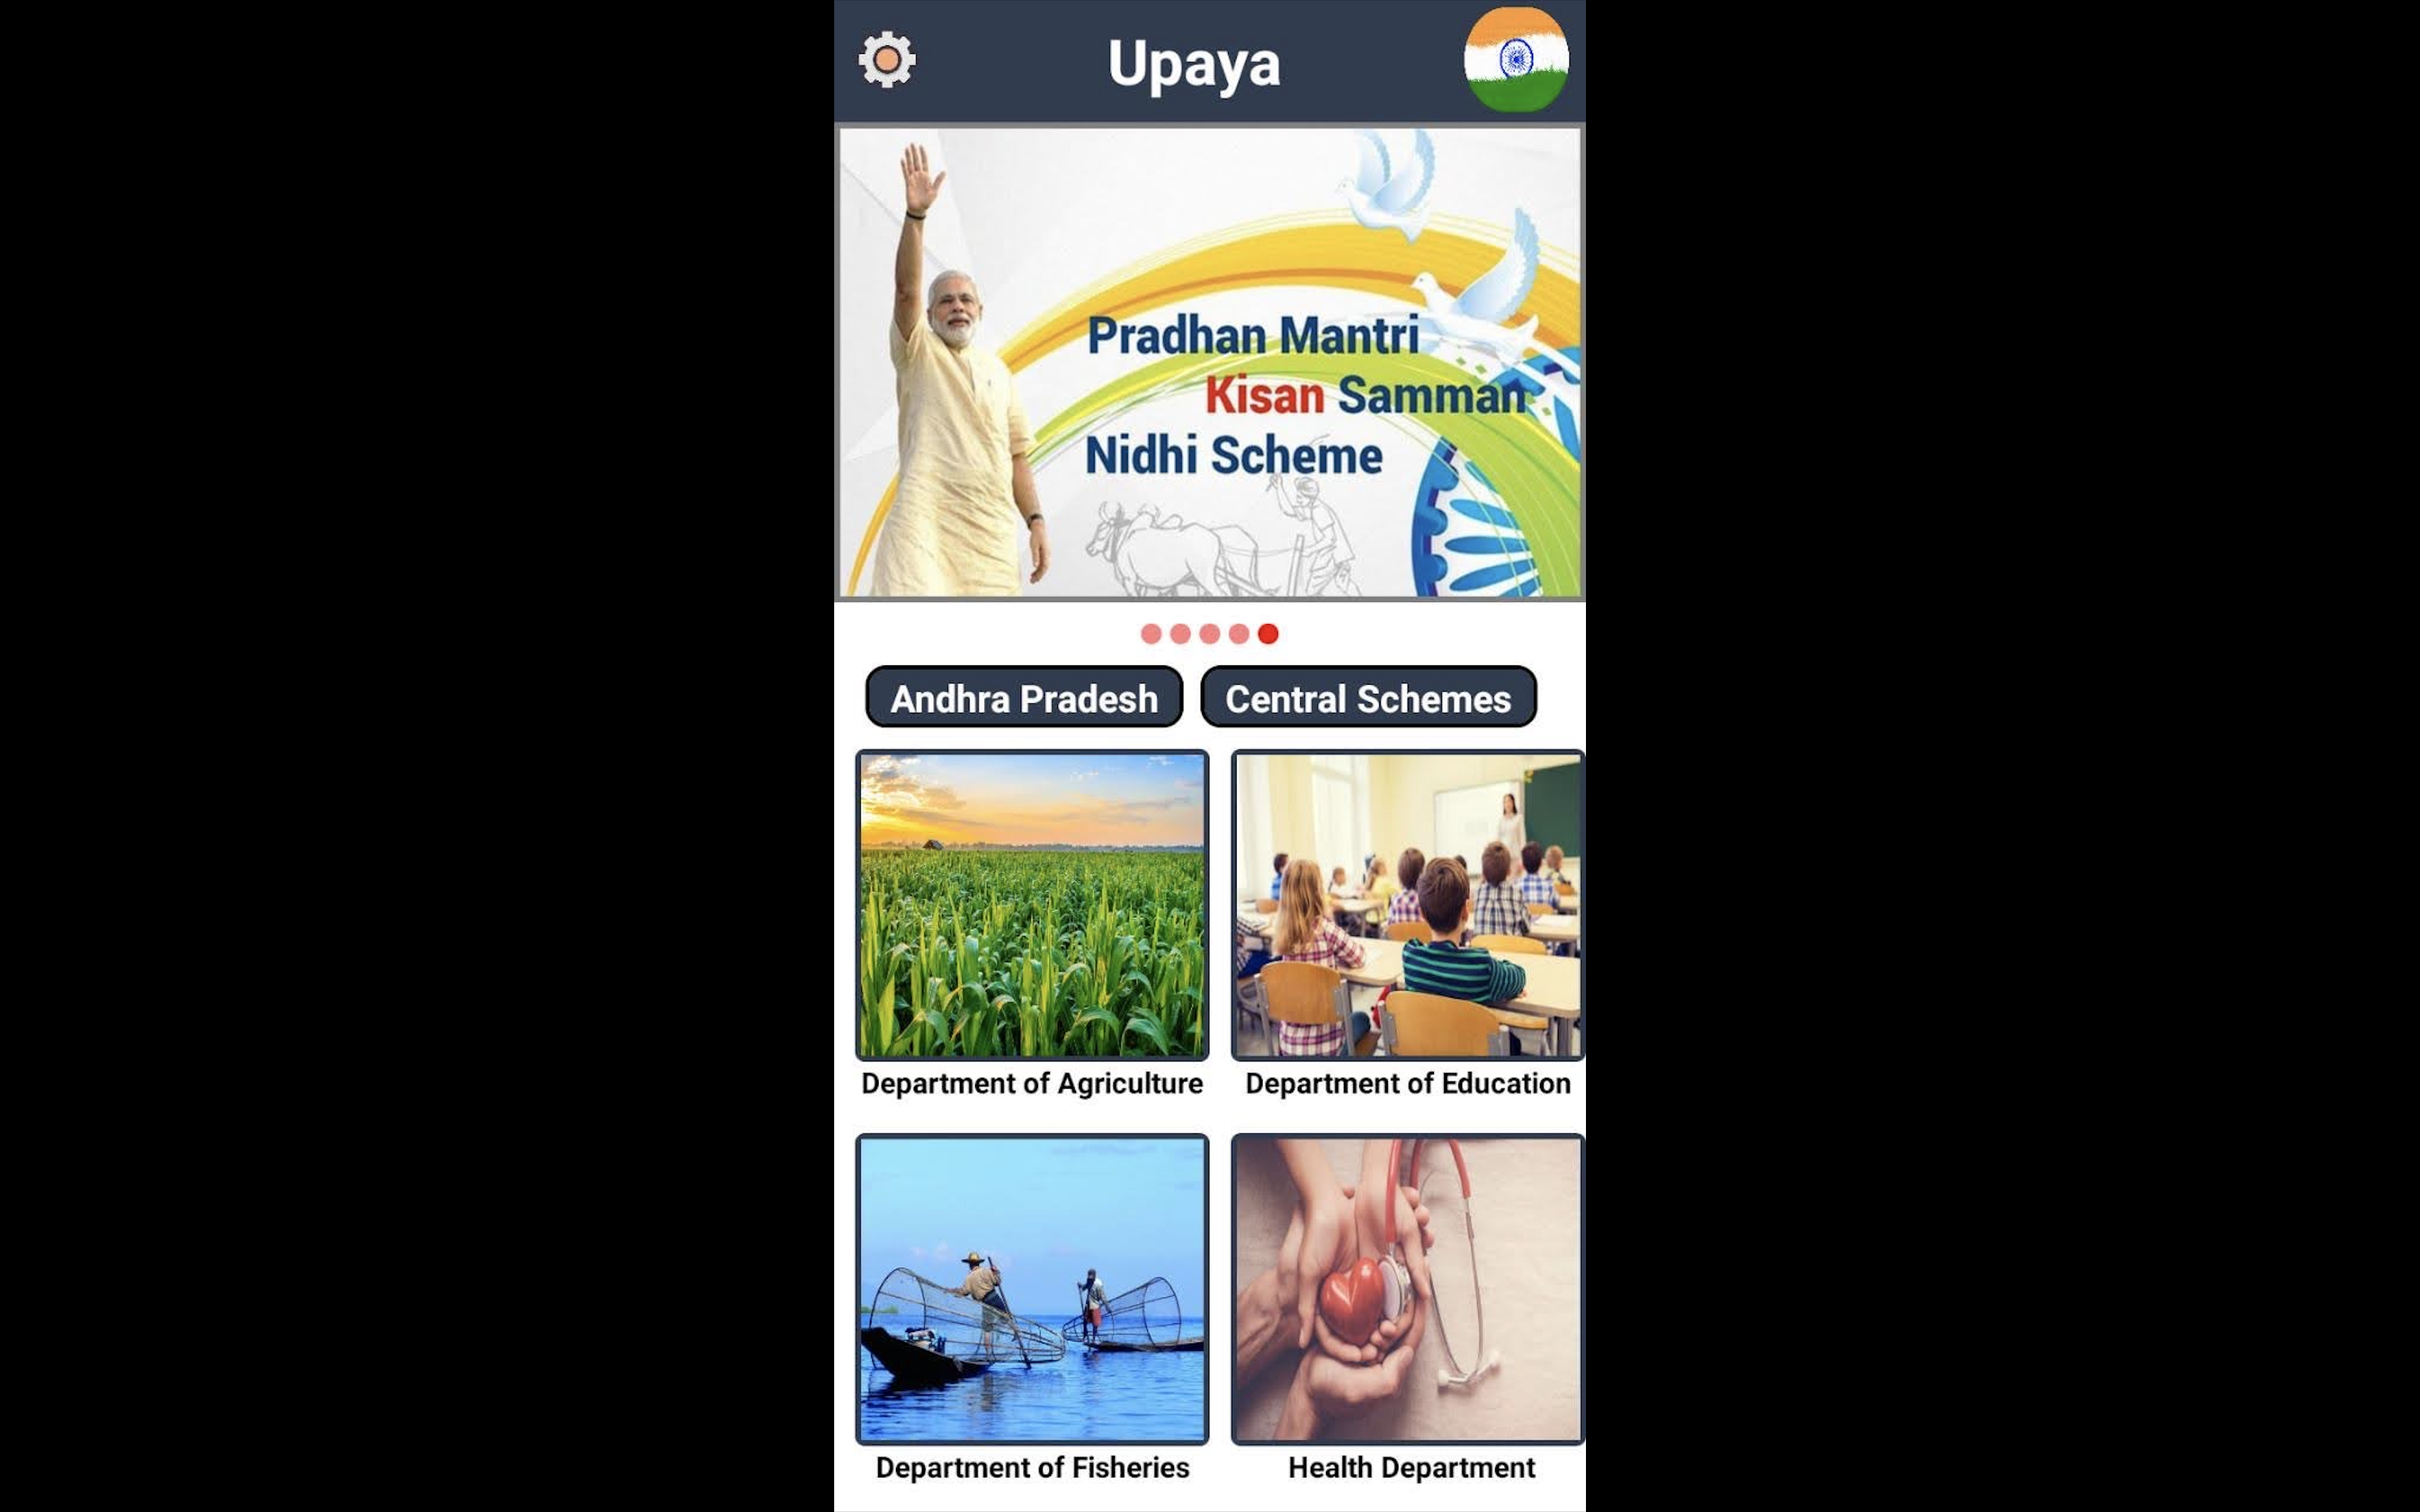 Upaya
Pradhan Mantri
Kisan Samman
Nidhi Scheme
Andhra Pradesh
Central Schemes
Department of Agriculture
Department of Education
Department of Fisheries
Health Department